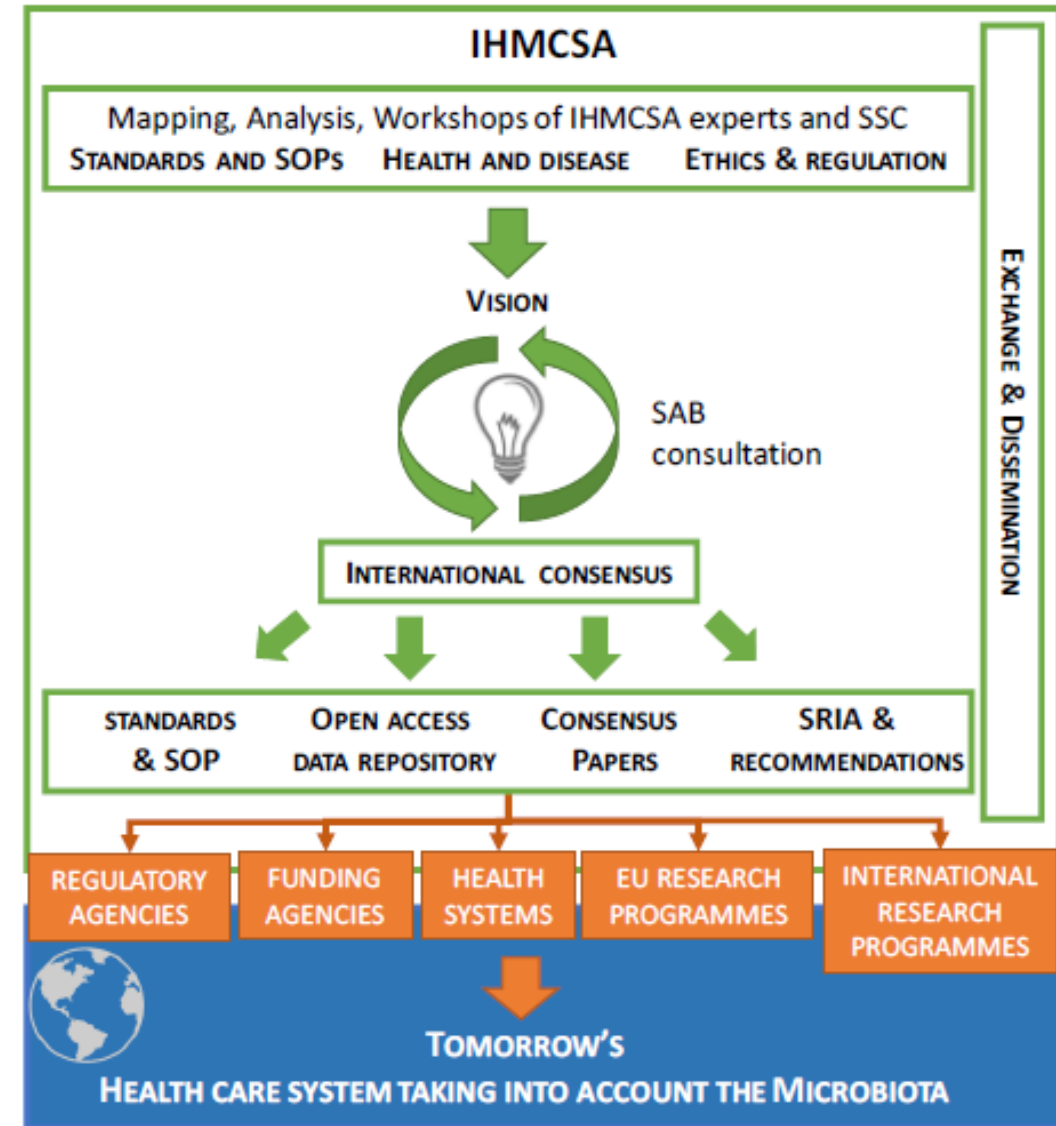 IHMCSA
Mapping, Analysis, Workshops of IHMCSA experts and SSC
STANDARDS AND SOPS HEALTH AND DISEASE ETHICS & REGULATION
VISION
SAB
consultation
INTERNATIONAL CONSENSUS
STANDARDS
& SOP
OPEN ACCESS
DATA REPOSITORY
CONSENSUS
PAPERS
SRIA &
RECOMMENDATIONS
EXCHANGE & DISSEMINATION
REGULATORY
AGENCIES
FUNDING
AGENCIES
HEALTH
SYSTEMS
EU RESEARCH
PROGRAMMES
INTERNATIONAL
RESEARCH
PROGRAMMES
TOMORROW'S
HEALTH CARE SYSTEM TAKING INTO ACCOUNT THE MICROBIOTA